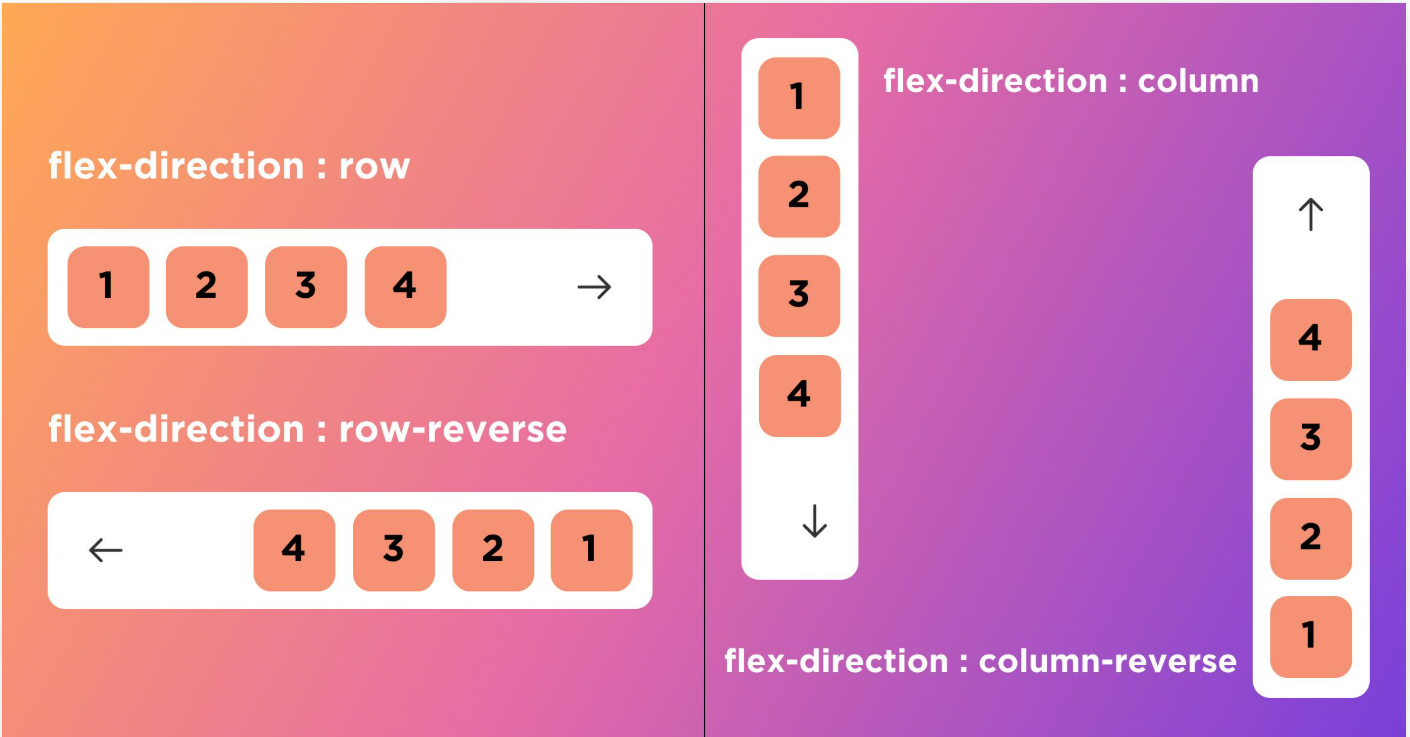 flex-direction : row
1 2 3 4 →
flex-direction : row-reverse
← 4 3 2 1
flex-direction : column
1
2
3
4
↓
↑
4
3
2
1
flex-direction : column-reverse